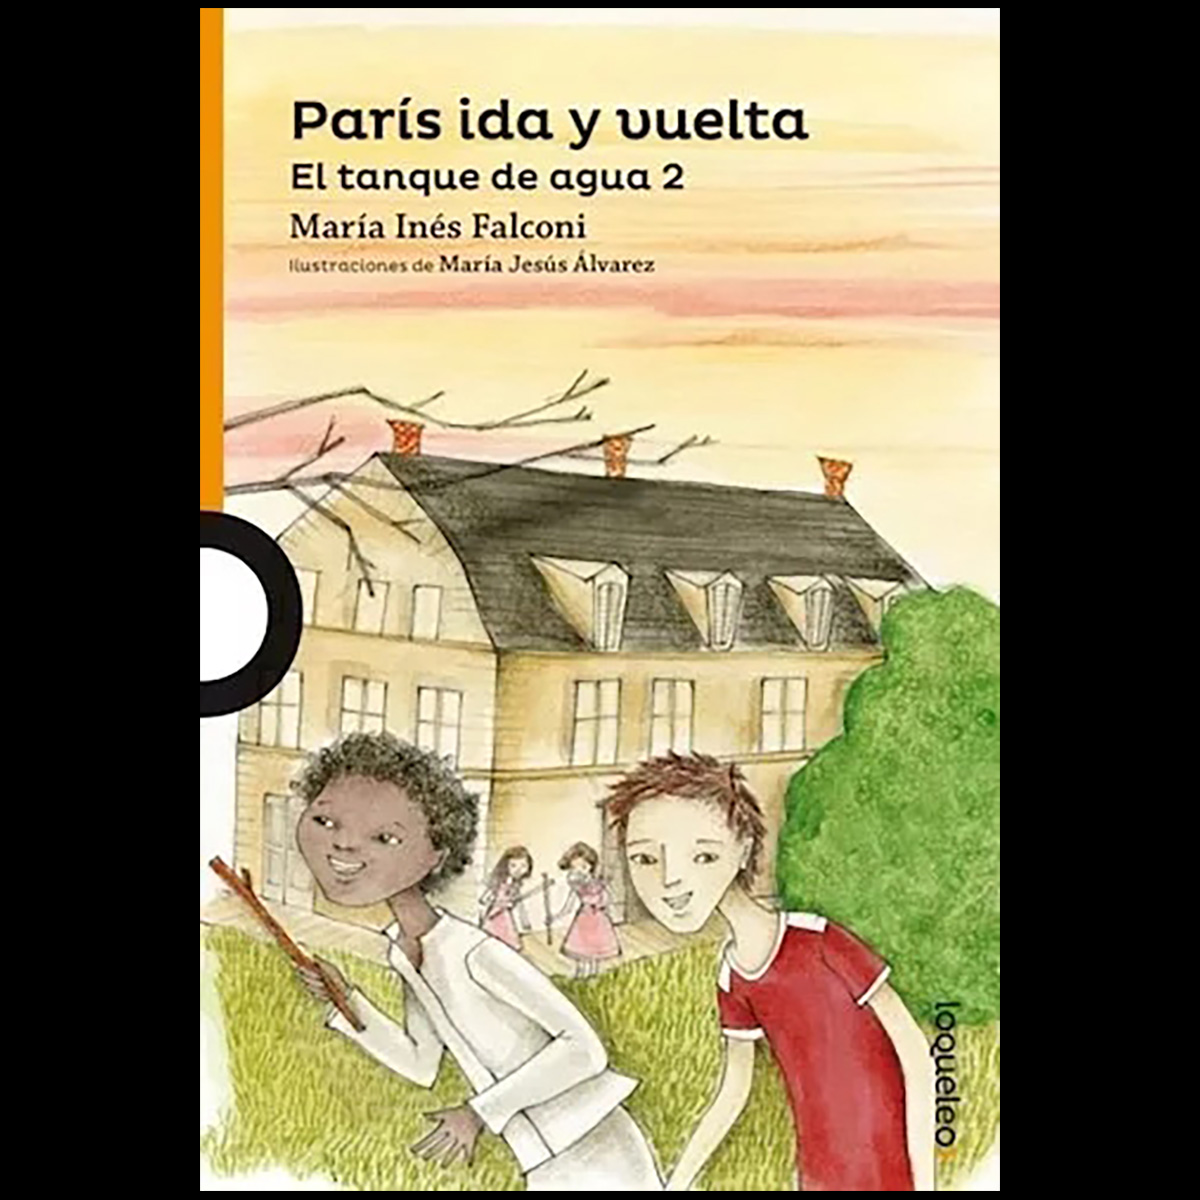 París ida y vuelta
El tanque de agua 2
María Inés Falconi
Ilustraciones de María Jesús Álvarez
loqueleo